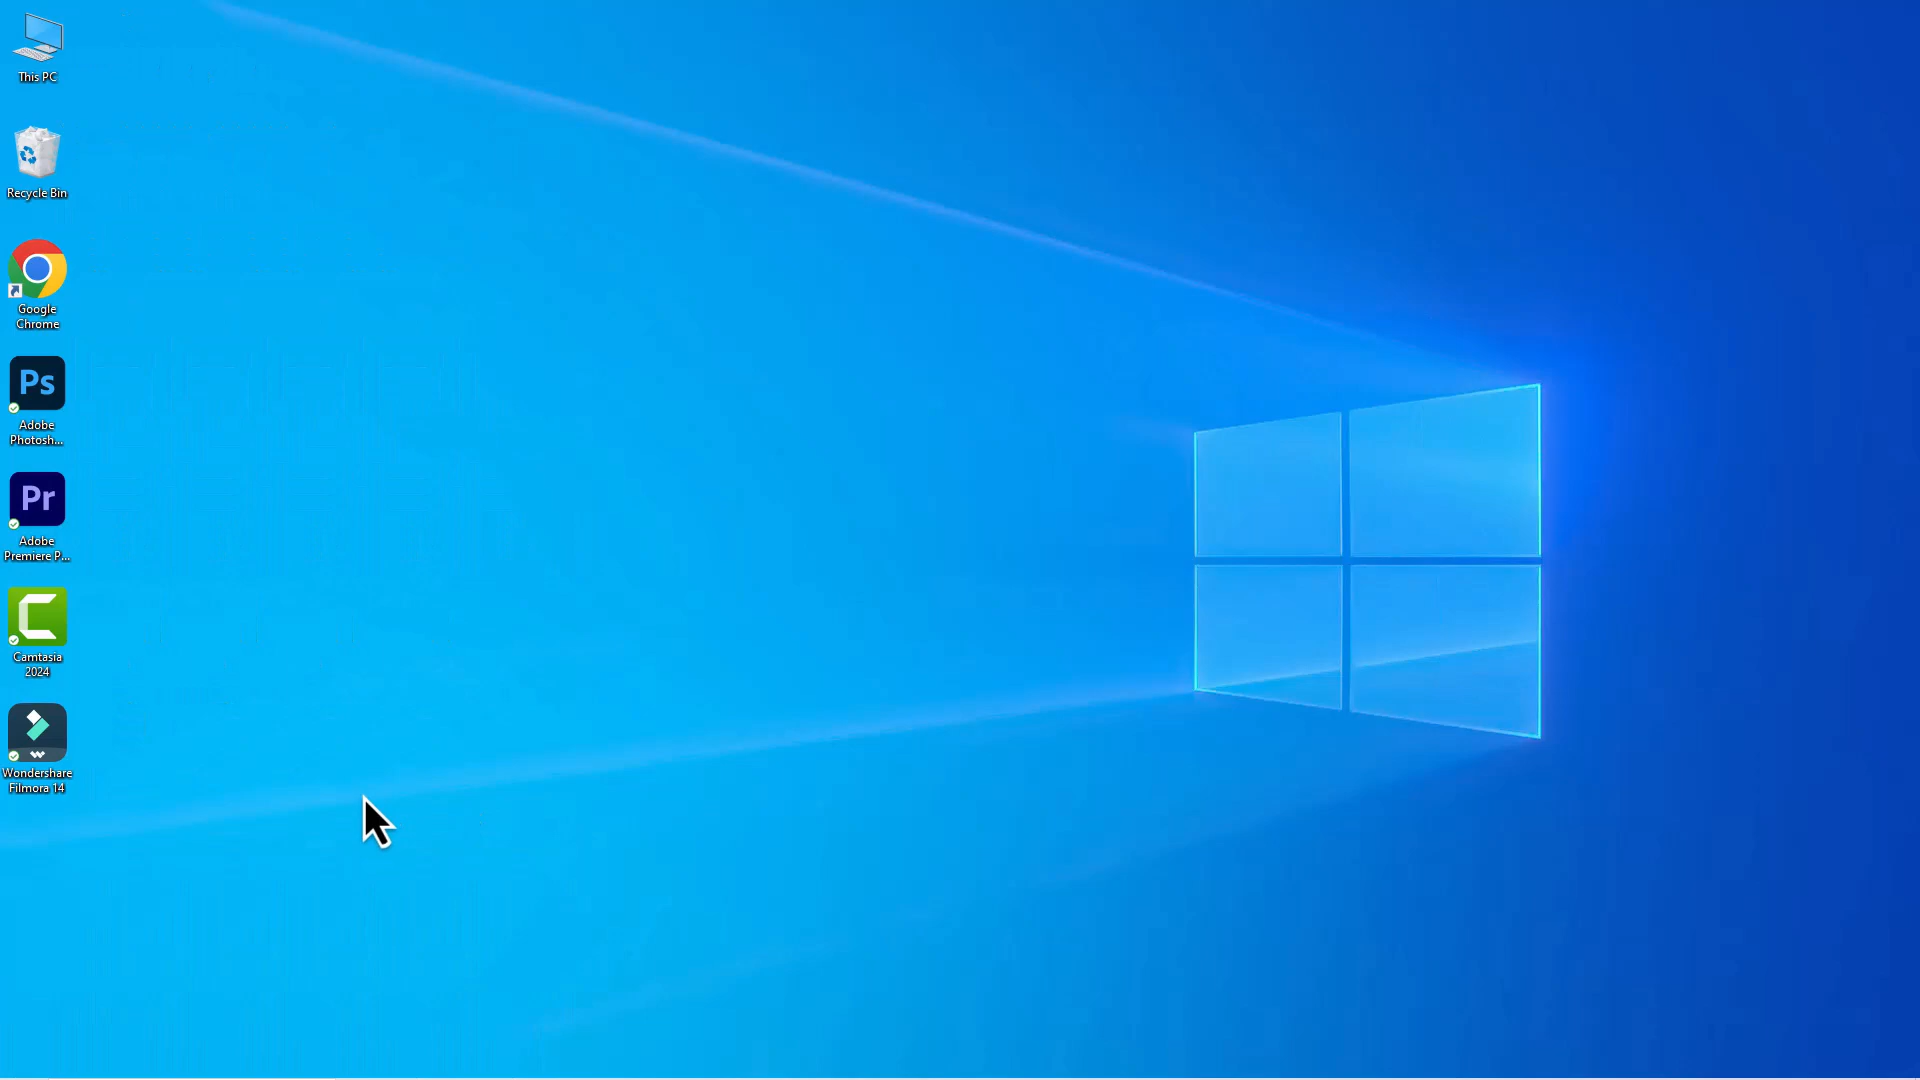 This PC
Recycle Bin
Google
Chrome
Ps
Adobe
Photosh...
Pr
Adobe
Premiere P...
Camtasia
2024
Wondershare
Filmora 14